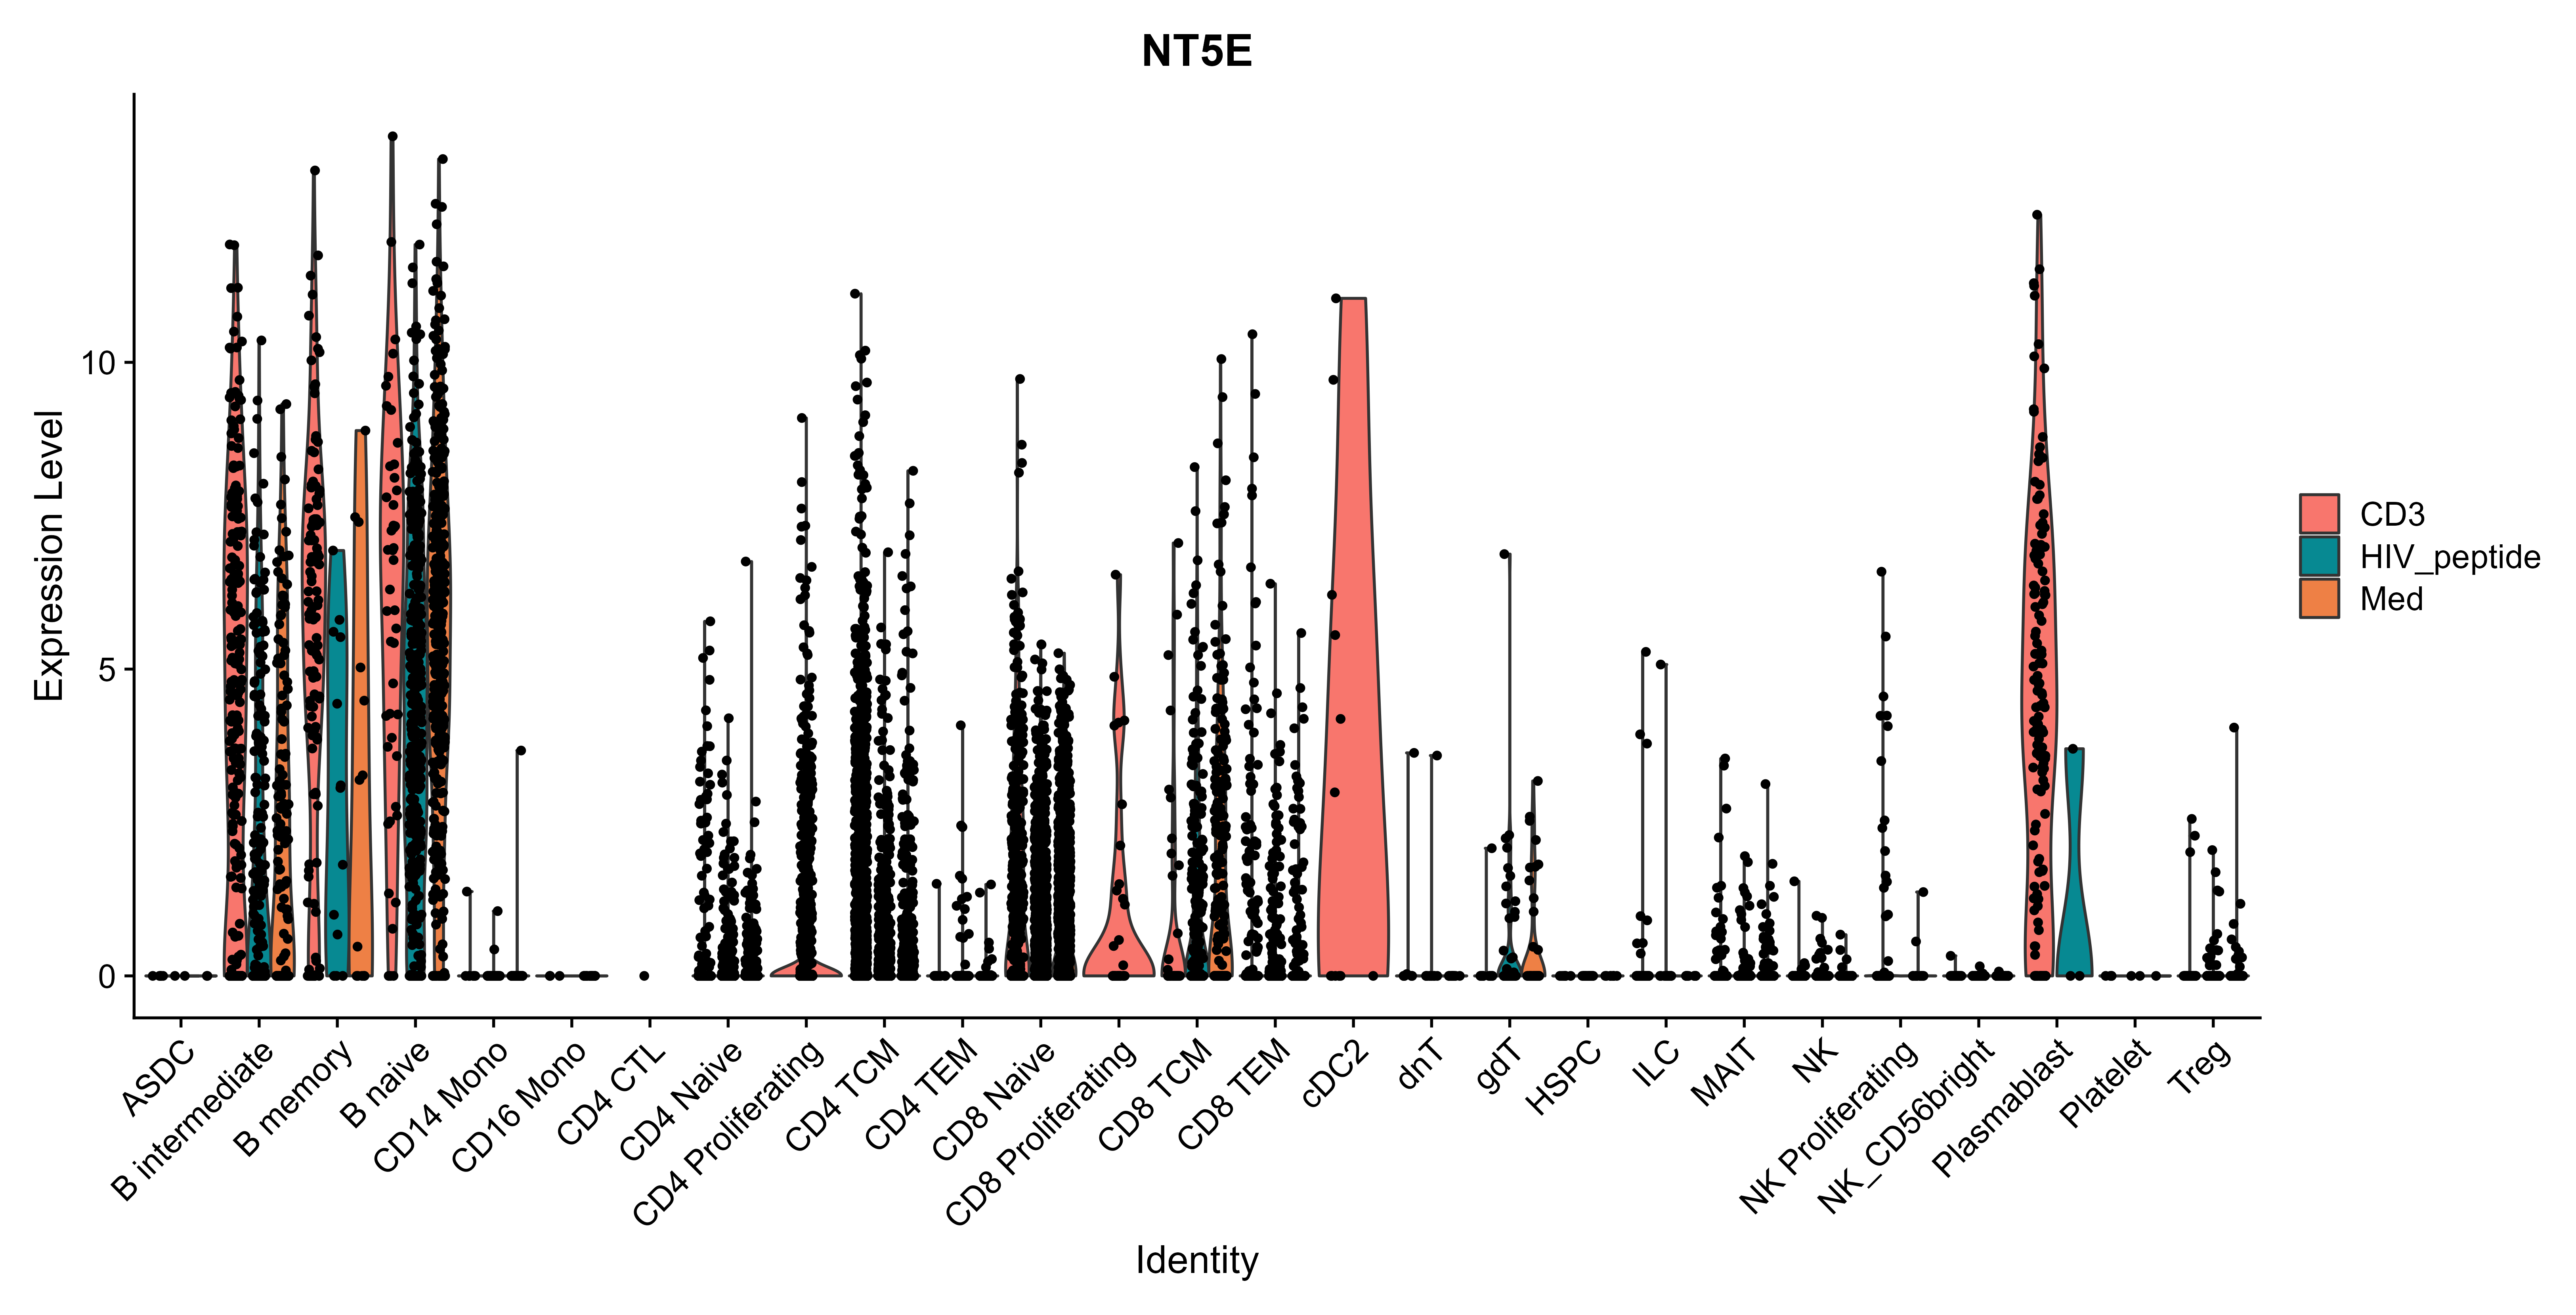 NT5E
Expression Level
10
5
0
ASDC
B intermediate
B memory
B naive
CD14 Mono
CD16 Mono
CD4 CTL
CD4 Naive
CD4 Proliferating
CD4 TCM
CD4 TEM
CD8 Naive
CD8 Proliferating
CD8 TCM
CD8 TEM
cDC2
dnT
gdT
HSPC
ILC
MAIT
NK
NK Proliferating
NK_CD56bright
Plasmablast
Platelet
Treg
Identity
CD3
HIV_peptide
Med